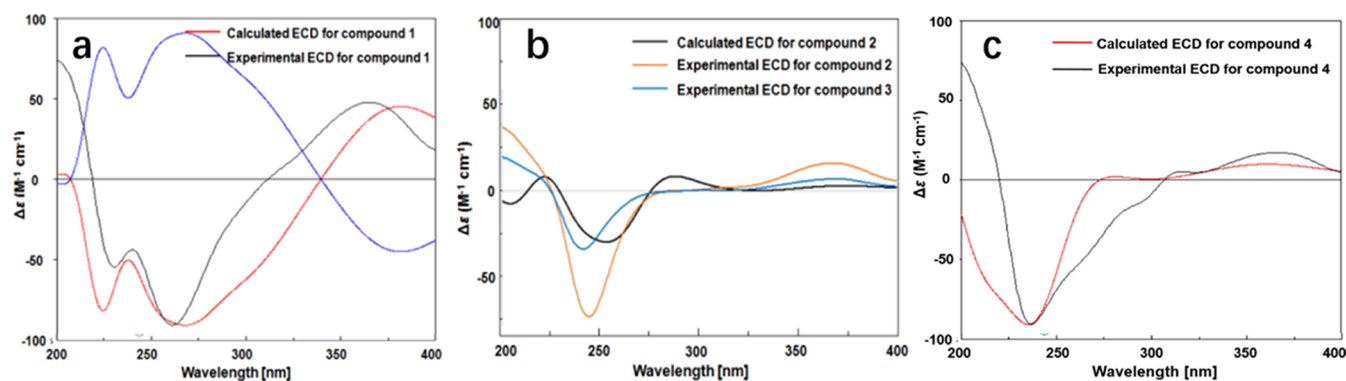 a
Calculated ECD for compound 1
Experimental ECD for compound 1
100
50
0
-50
-100
Δε (M⁻¹ cm⁻¹)
200 250 300 350 400
Wavelength [nm]
b
Calculated ECD for compound 2
Experimental ECD for compound 2
Experimental ECD for compound 3
100
50
0
-50
Δε (M⁻¹ cm⁻¹)
200 250 300 350 400
Wavelength [nm]
c
Calculated ECD for compound 4
Experimental ECD for compound 4
100
50
0
-50
-100
Δε (M⁻¹ cm⁻¹)
200 250 300 350 400
Wavelength [nm]